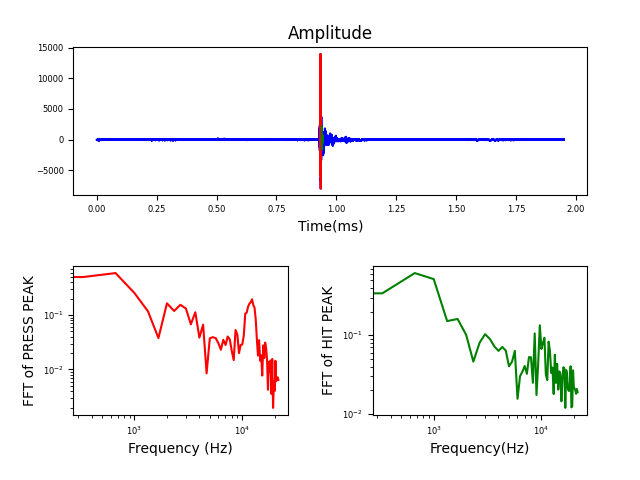 Amplitude
15000
10000
5000
0
−5000
0.00 0.25 0.50 0.75 1.00 1.25 1.50 1.75 2.00
Time(ms)
FFT of PRESS PEAK
10⁻¹
10⁻²
10³ 10⁴
Frequency (Hz)
FFT of HIT PEAK
10⁻¹
10⁻²
10³ 10⁴
Frequency(Hz)